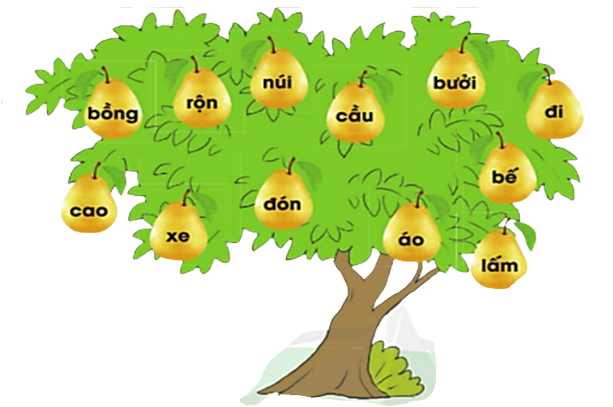 bồng
rộn
núi
cầu
bưởi
đi
cao
xe
đón
áo
bế
lấm